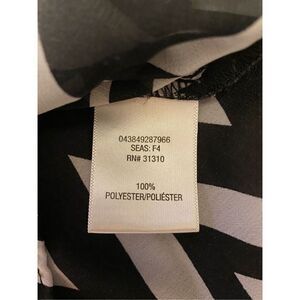 043849287966
SEAS: F4
RN# 31310
100%
POLYESTER/POLIÉSTER